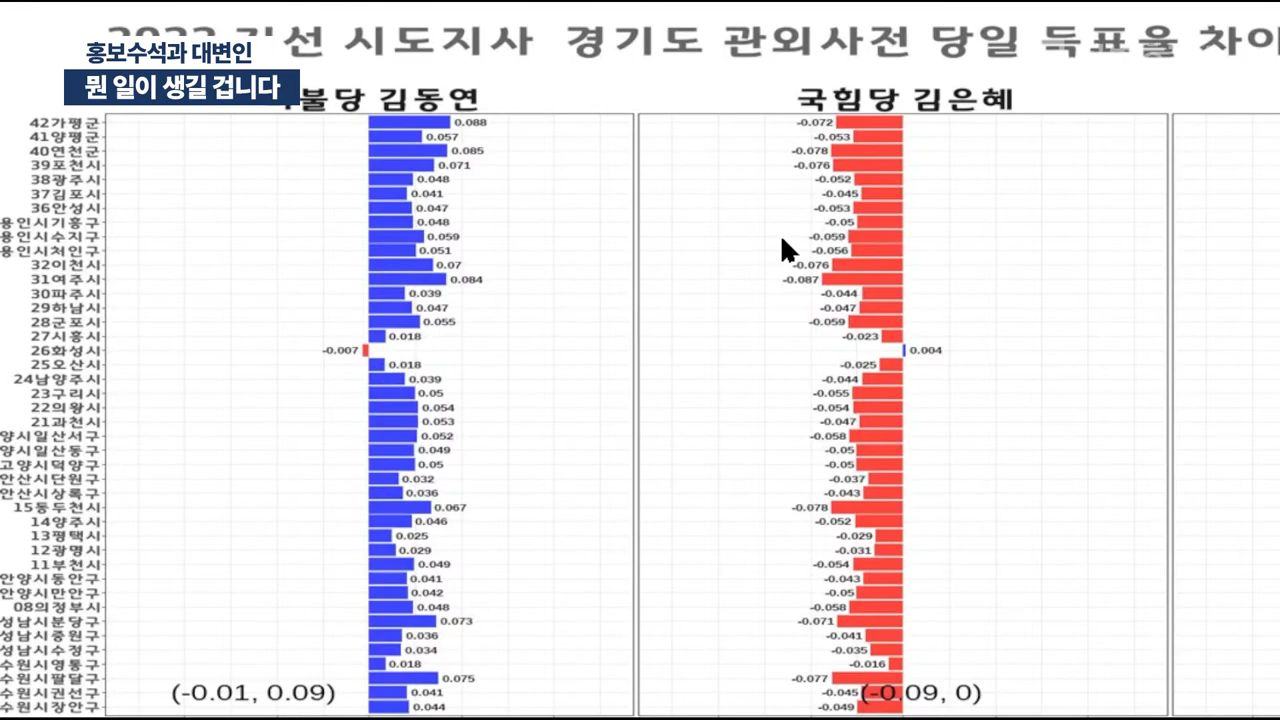 선 시도지사 경기도 관외사전 당일 득표율 차이
홍보수석과 대변인
뭔 일이 생길 겁니다
불당 김동연
국힘당 김은혜
42가평군 0.088 -0.072
41양평군 0.057 -0.053
40연천군 0.085 -0.078
39포천시 0.071 -0.076
38광주시 0.048 -0.052
37김포시 0.041 -0.045
36안성시 0.047 -0.053
용인시기흥구 0.048 -0.05
용인시수지구 0.059 -0.059
용인시처인구 0.051 -0.056
32이천시 0.07 -0.076
31여주시 0.084 -0.087
30파주시 0.039 -0.044
29하남시 0.047 -0.047
28군포시 0.055 -0.059
27시흥시 0.018 -0.023
26화성시 -0.007 0.004
25오산시 0.018 -0.025
24남양주시 0.039 -0.044
23구리시 0.05 -0.055
22의왕시 0.054 -0.054
21과천시 0.053 -0.047
양시일산서구 0.052 -0.058
양시일산동구 0.049 -0.05
고양시덕양구 0.05 -0.05
안산시단원구 0.032 -0.037
안산시상록구 0.036 -0.043
15동두천시 0.067 -0.078
14양주시 0.046 -0.052
13평택시 0.025 -0.029
12광명시 0.029 -0.031
11부천시 0.049 -0.054
안양시동안구 0.041 -0.043
안양시만안구 0.042 -0.05
08의정부시 0.048 -0.058
성남시분당구 0.073 -0.071
성남시중원구 0.036 -0.041
성남시수정구 0.034 -0.035
수원시영통구 0.018 -0.016
수원시팔달구 0.075 -0.077
수원시권선구 0.041 -0.045
수원시장안구 0.044 -0.049
(-0.01, 0.09) (-0.09, 0)